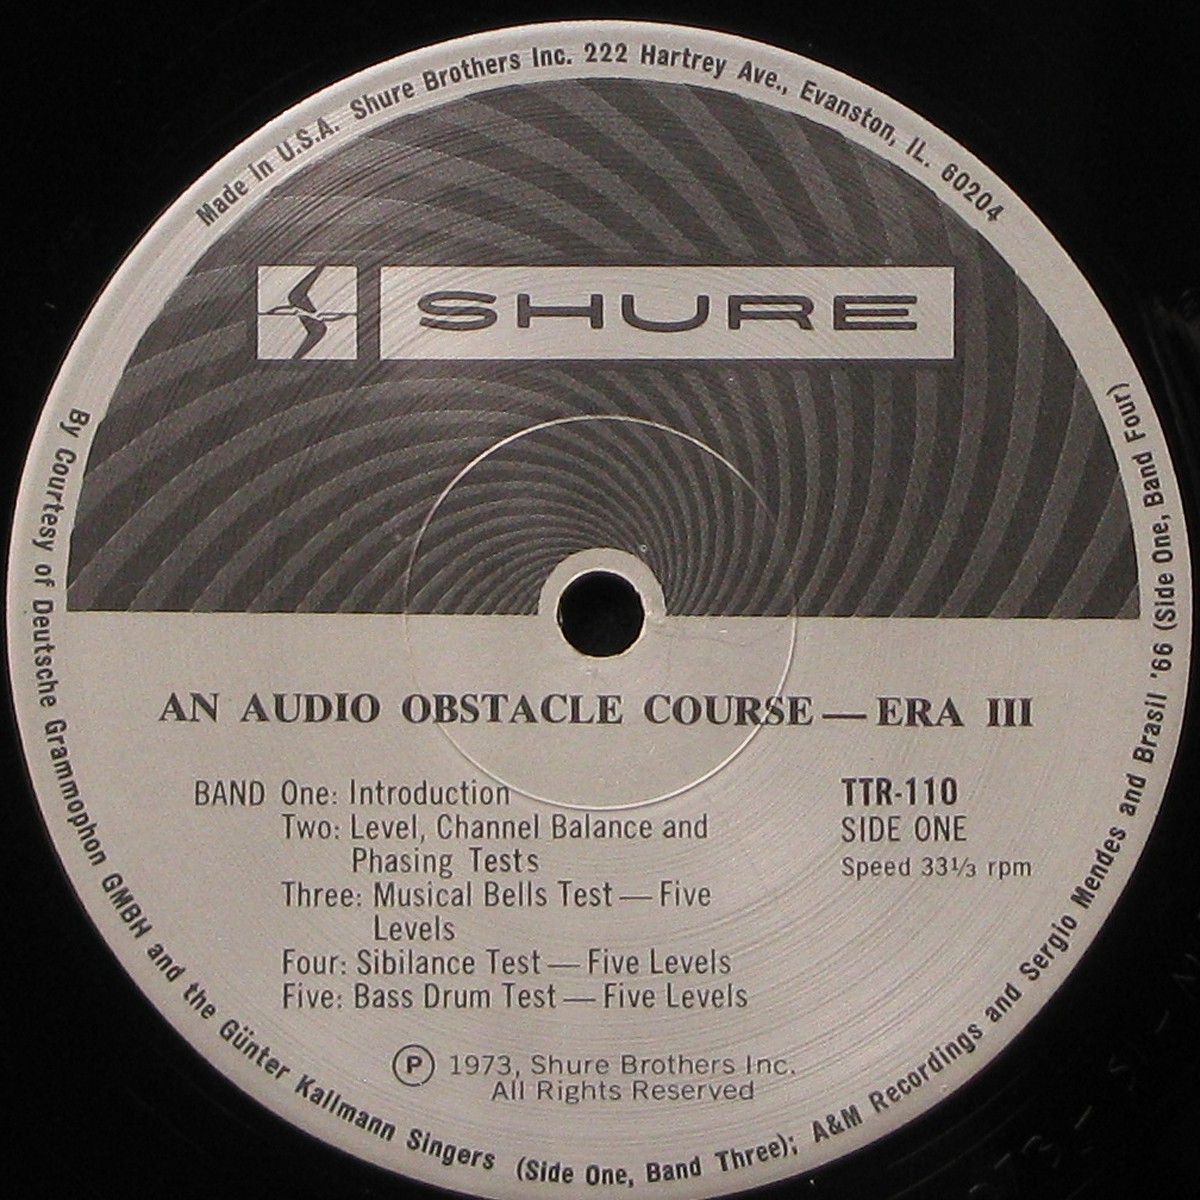 Made in U.S.A. Shure Brothers Inc. 222 Hartrey Ave., Evanston, IL. 60204
SHURE
AN AUDIO OBSTACLE COURSE — ERA III
BAND One: Introduction
Two: Level, Channel Balance and
Phasing Tests
Three: Musical Bells Test — Five
Levels
Four: Sibilance Test — Five Levels
Five: Bass Drum Test — Five Levels
TTR-110
SIDE ONE
Speed 33⅓ rpm
Ⓟ 1973, Shure Brothers Inc.
All Rights Reserved
By Courtesy of Deutsche Grammophon GMBH and the Günter Kallmann Singers (Side One, Band Three); A&M Recordings and Sergio Mendes and Brasil '66 (Side One, Band Four)